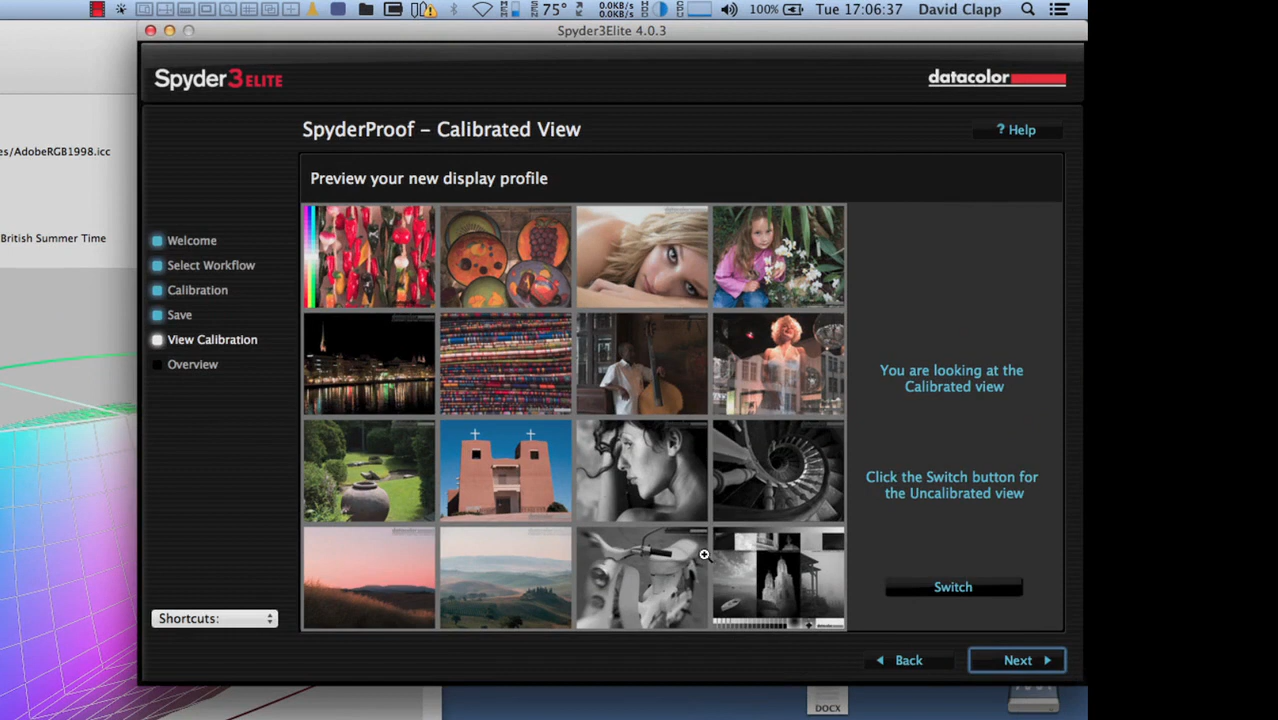 75° 0.0KB/s 0.0KB/s 100% Tue 17:06:37 David Clapp
Spyder3Elite 4.0.3
Spyder3ELITE
datacolor
SpyderProof – Calibrated View
? Help
es/AdobeRGB1998.icc
Preview your new display profile
British Summer Time
Welcome
Select Workflow
Calibration
Save
View Calibration
Overview
You are looking at the
Calibrated view
Click the Switch button for
the Uncalibrated view
Switch
Shortcuts:
Back
Next
DOCX